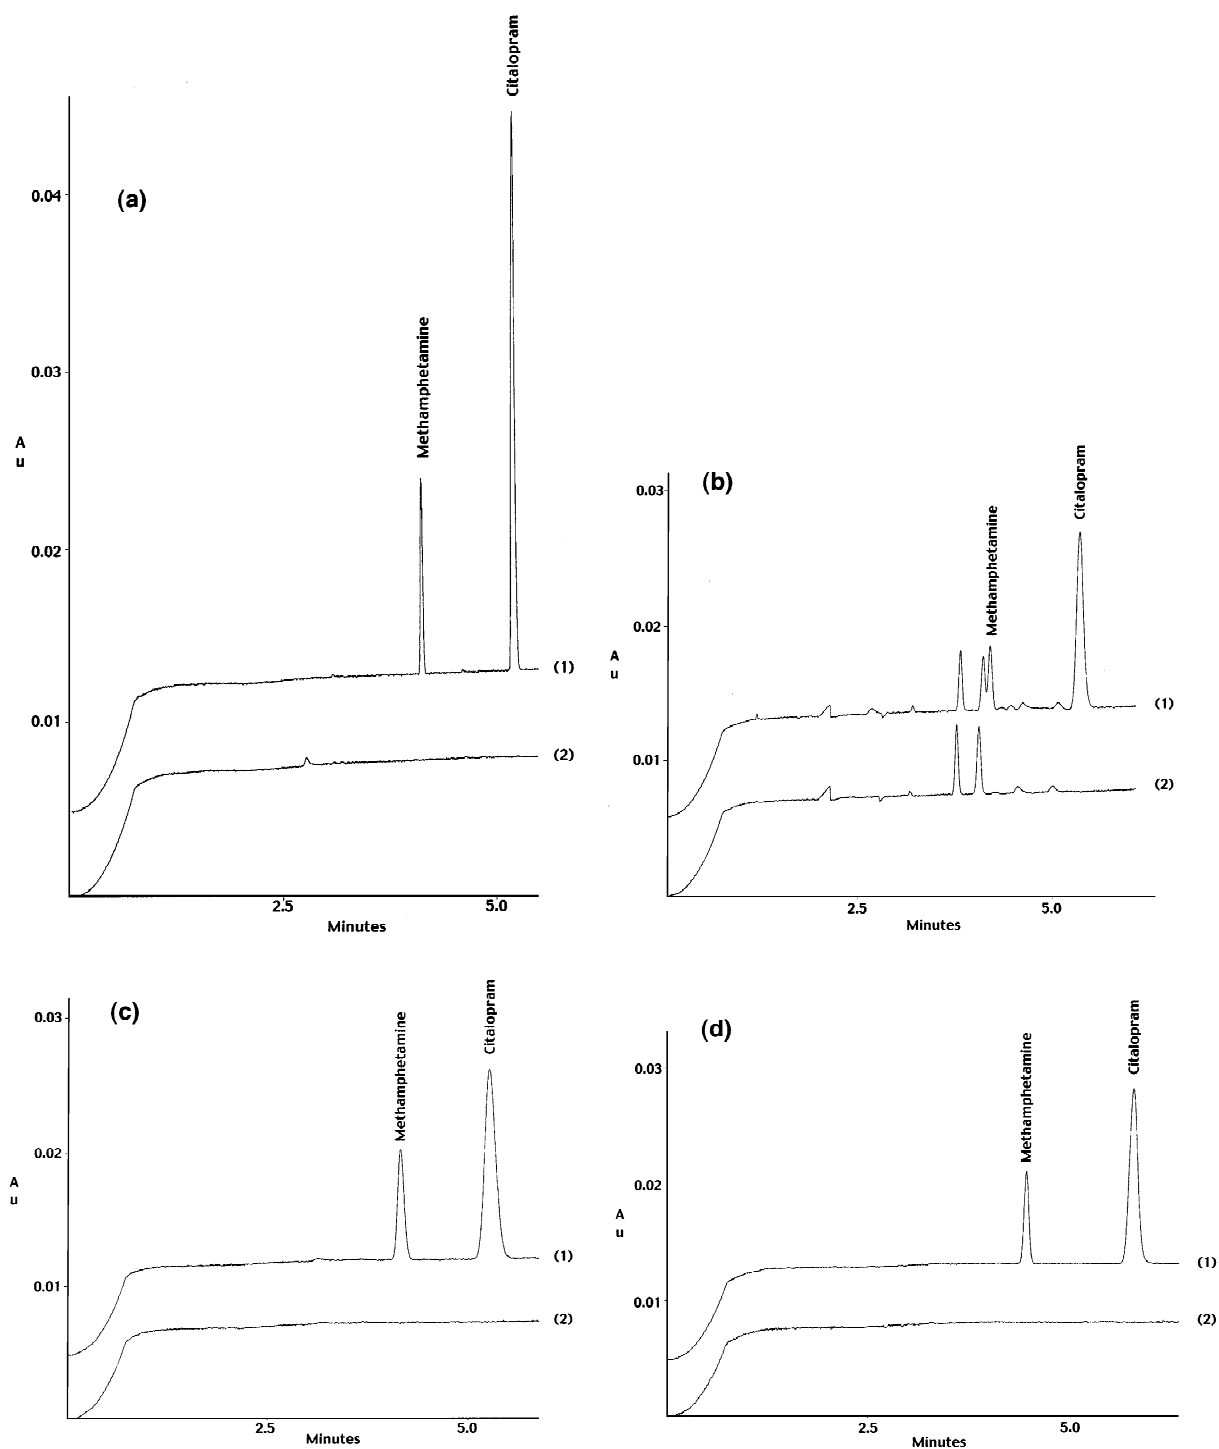 (a)
Citalopram
Methamphetamine
0.04
0.03
0.02
0.01
A
u
(1)
(2)
2.5
5.0
Minutes
(b)
Citalopram
Methamphetamine
0.03
0.02
0.01
A
u
(1)
(2)
2.5
5.0
Minutes
(c)
Methamphetamine
Citalopram
0.03
0.02
0.01
A
u
(1)
(2)
2.5
5.0
Minutes
(d)
Methamphetamine
Citalopram
0.03
0.02
0.01
A
u
(1)
(2)
2.5
5.0
Minutes